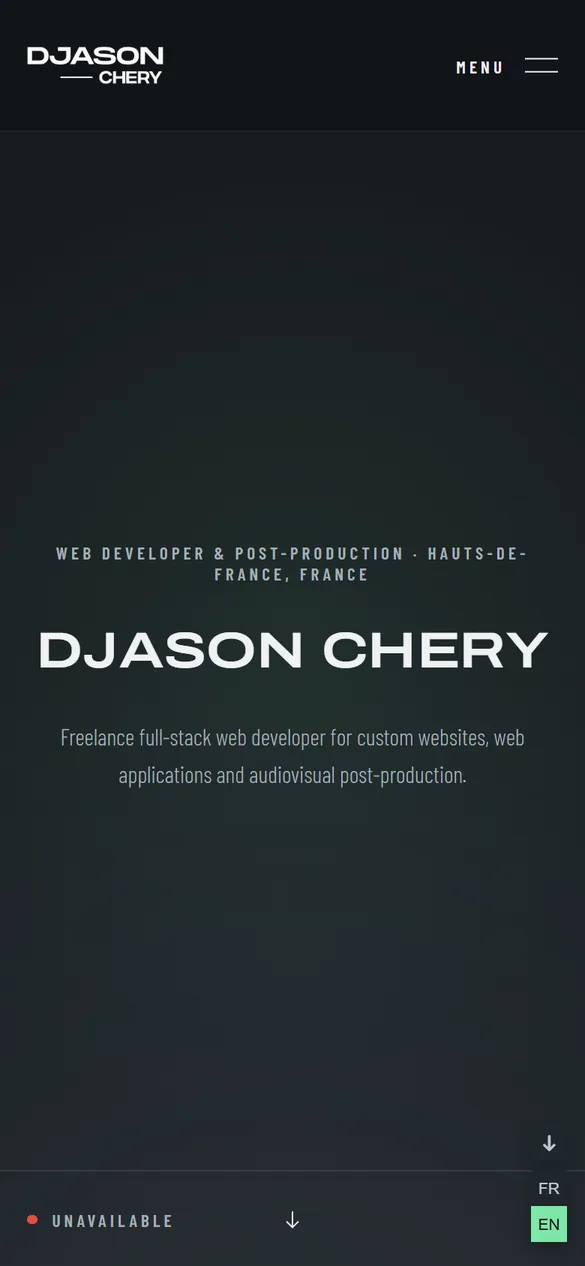 DJASON
CHERY
MENU
WEB DEVELOPER & POST-PRODUCTION · HAUTS-DE-
FRANCE, FRANCE
DJASON CHERY
Freelance full-stack web developer for custom websites, web
applications and audiovisual post-production.
FR
UNAVAILABLE
EN